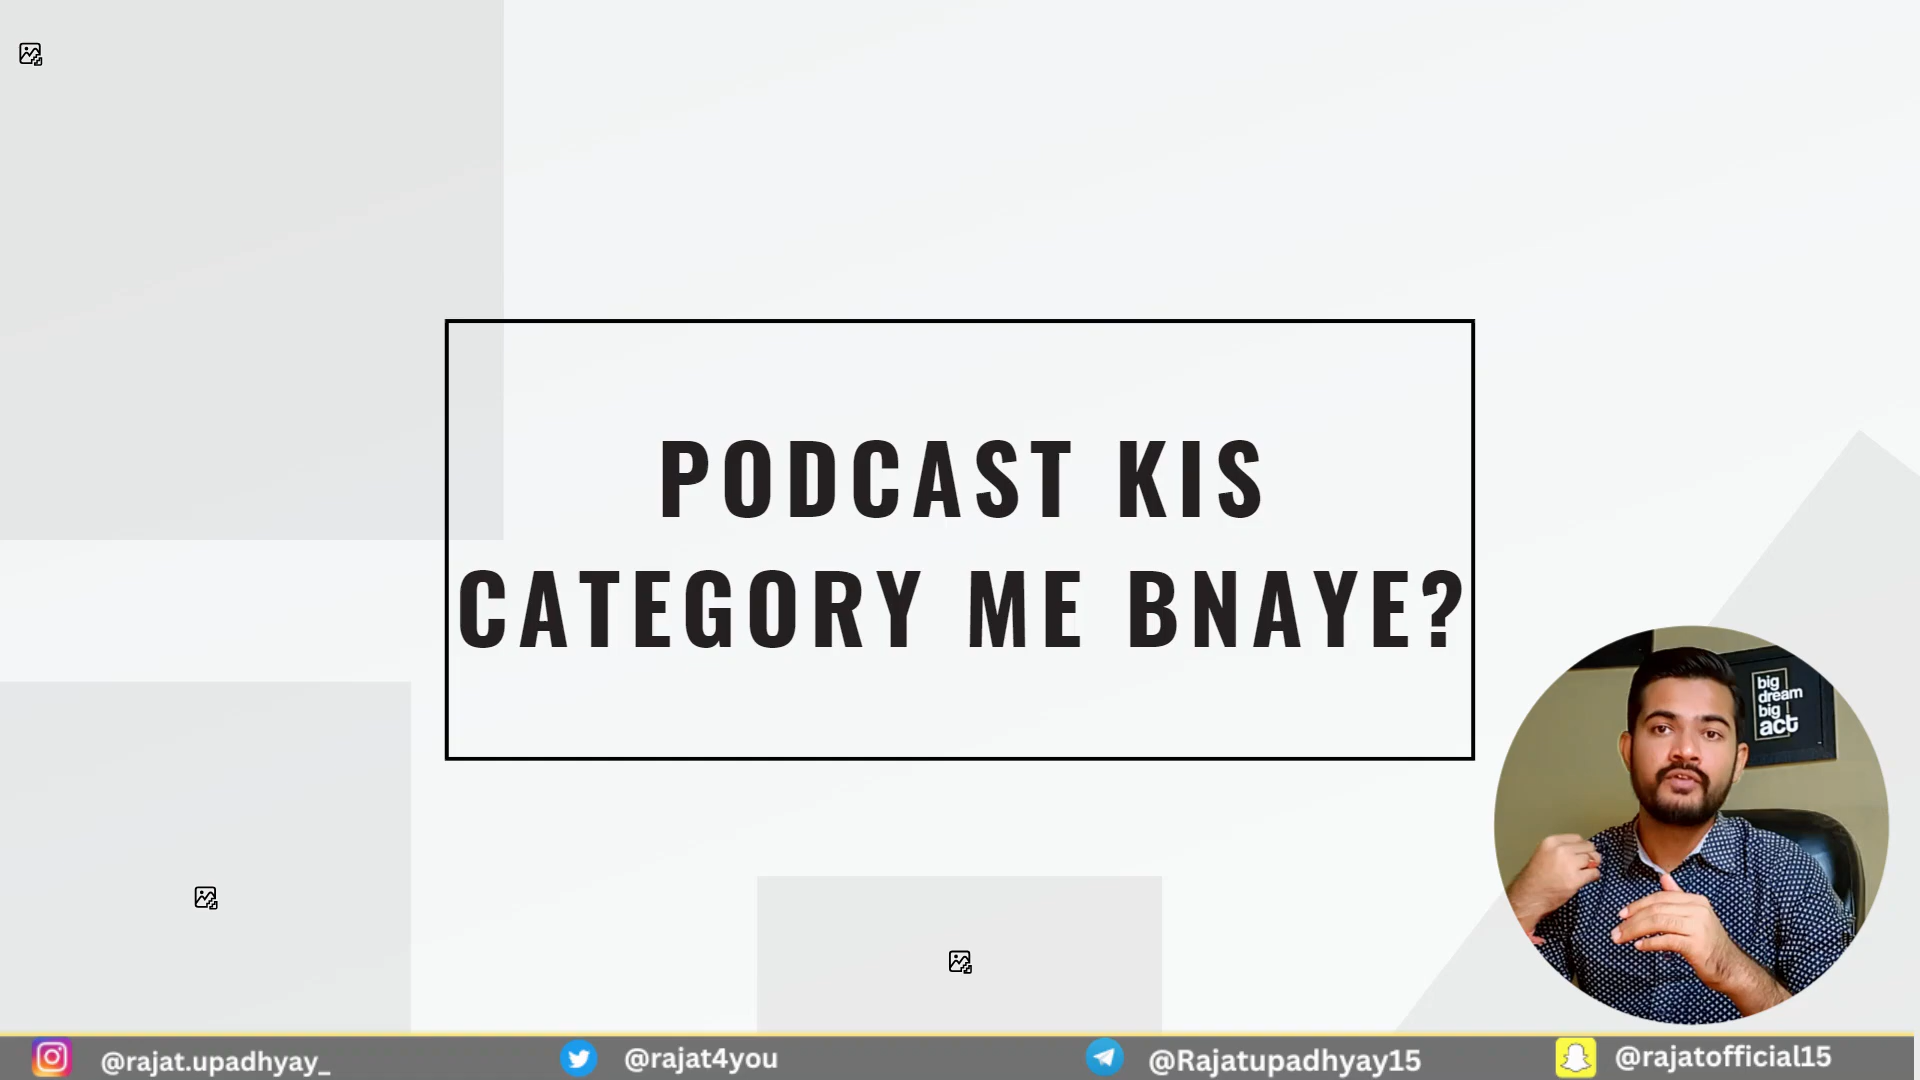 PODCAST KIS
CATEGORY ME BNAYE?
big
dream
big
act
@rajat.upadhyay_
@rajat4you
@Rajatupadhyay15
@rajatofficial15